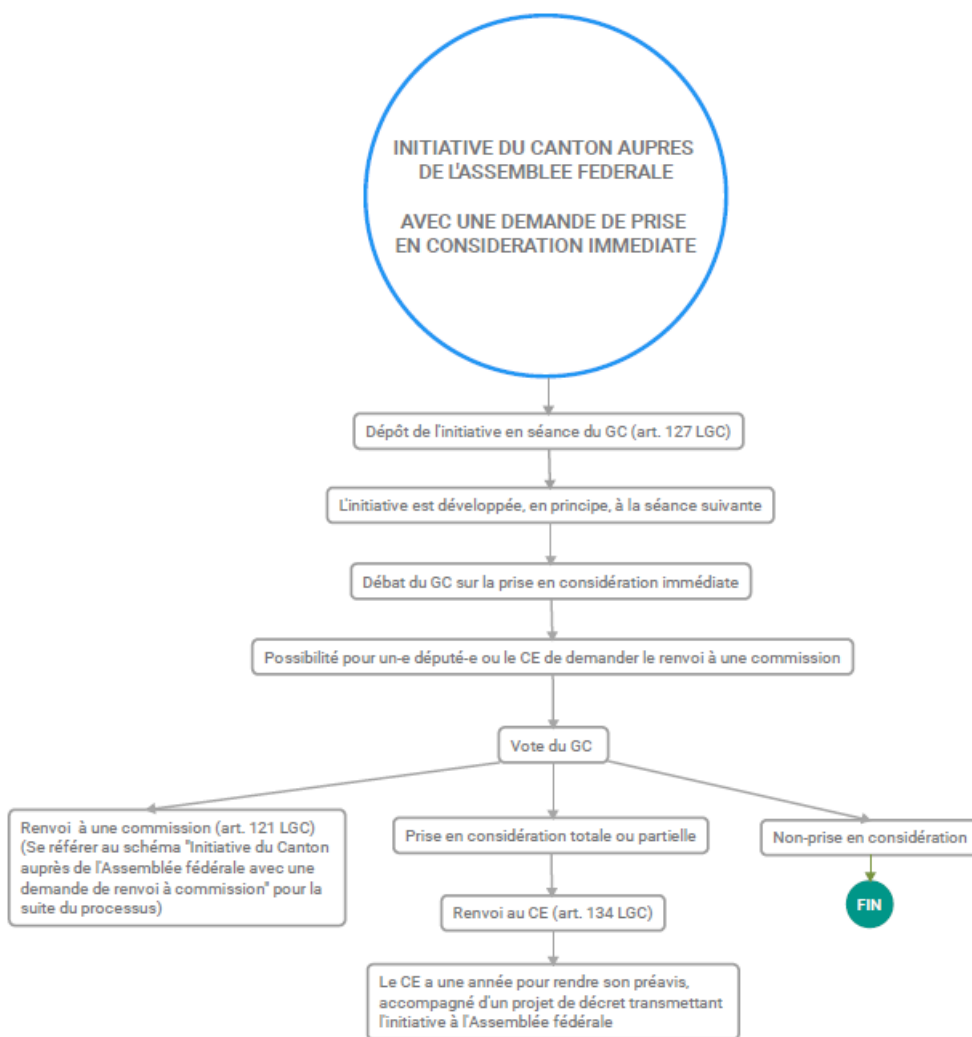 INITIATIVE DU CANTON AUPRES
DE L'ASSEMBLEE FEDERALE
AVEC UNE DEMANDE DE PRISE
EN CONSIDERATION IMMEDIATE
Dépôt de l'initiative en séance du GC (art. 127 LGC)
L'initiative est développée, en principe, à la séance suivante
Débat du GC sur la prise en considération immédiate
Possibilité pour un-e député-e ou le CE de demander le renvoi à une commission
Vote du GC
Renvoi à une commission (art. 121 LGC)
(Se référer au schéma "Initiative du Canton
auprès de l'Assemblée fédérale avec une
demande de renvoi à commission" pour la
suite du processus)
Prise en considération totale ou partielle
Non-prise en considération
Renvoi au CE (art. 134 LGC)
FIN
Le CE a une année pour rendre son préavis,
accompagné d'un projet de décret transmettant
l'initiative à l'Assemblée fédérale